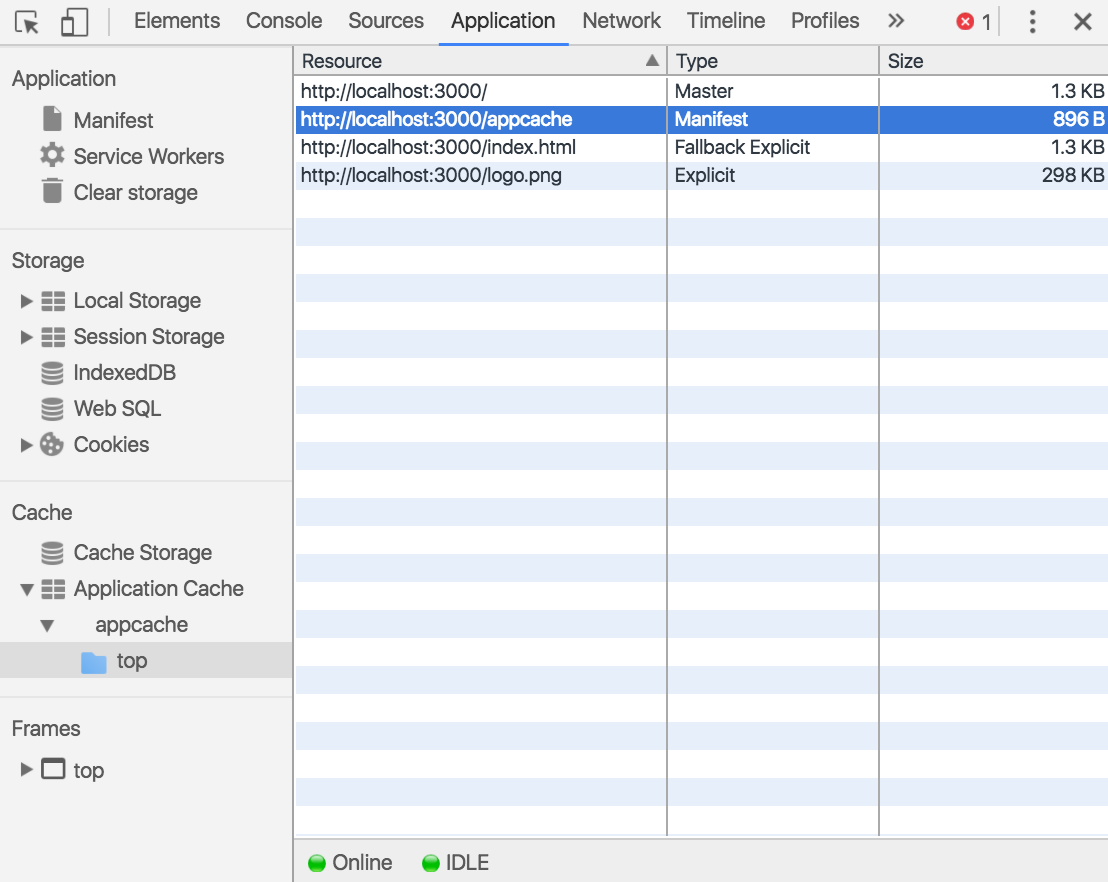 Elements Console Sources Application Network Timeline Profiles » 1
Application
Manifest
Service Workers
Clear storage
Storage
Local Storage
Session Storage
IndexedDB
Web SQL
Cookies
Cache
Cache Storage
Application Cache
appcache
top
Frames
top
Resource Type Size
http://localhost:3000/ Master 1.3 KB
http://localhost:3000/appcache Manifest 896 B
http://localhost:3000/index.html Fallback Explicit 1.3 KB
http://localhost:3000/logo.png Explicit 298 KB
Online IDLE